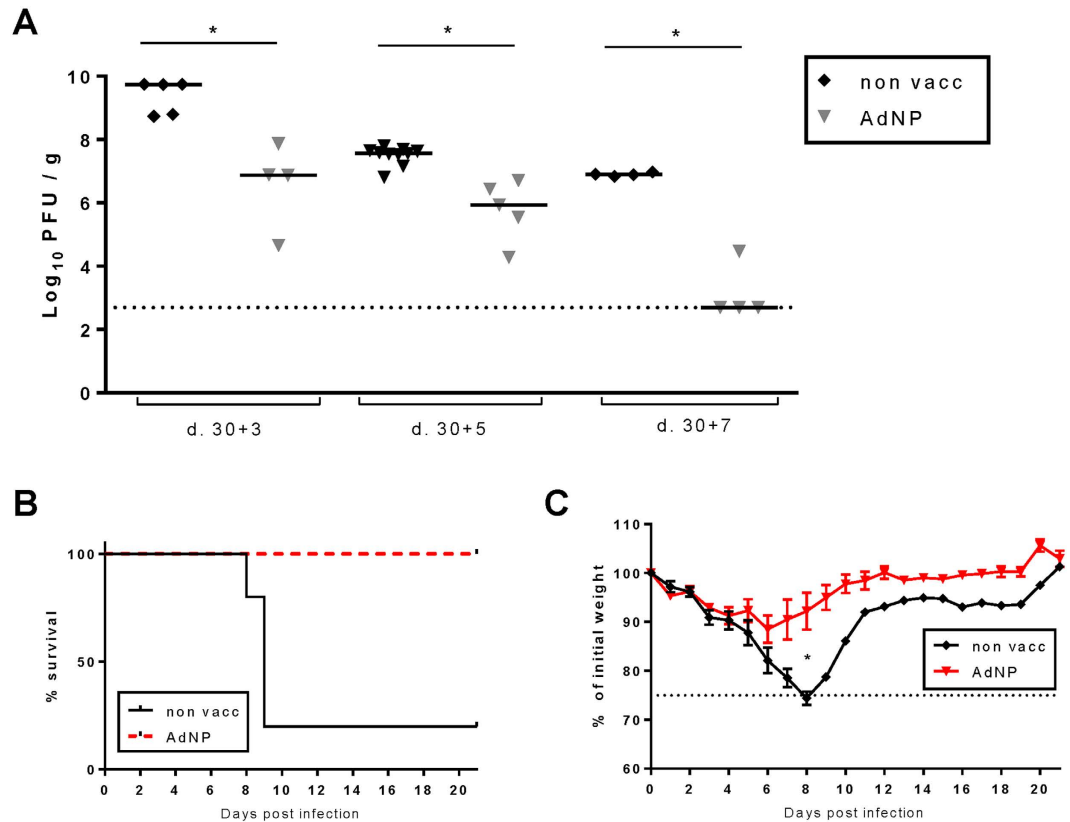 A
*
*
*
non vacc
AdNP
Log10 PFU / g
10
8
6
4
2
0
d. 30+3
d. 30+5
d. 30+7
B
% survival
100
50
0
0 2 4 6 8 10 12 14 16 18 20
Days post infection
non vacc
AdNP
C
% of initial weight
110
100
90
80
70
60
*
non vacc
AdNP
0 2 4 6 8 10 12 14 16 18 20
Days post infection